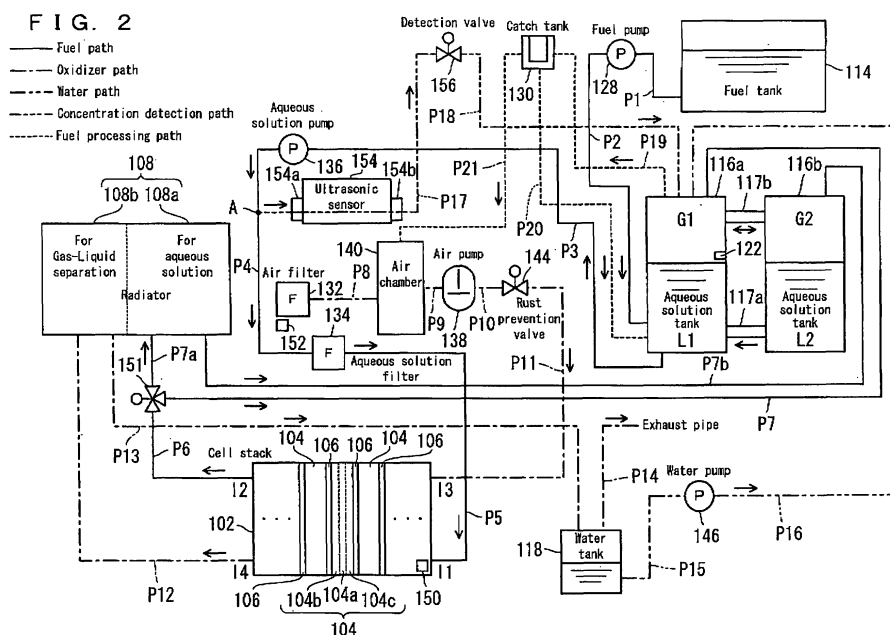 FIG. 2
Fuel path
Oxidizer path
Water path
Concentration detection path
Fuel processing path
Detection valve
156
P18
Catch tank
130
Fuel pump
P
128
P1
Fuel tank
114
Aqueous
solution pump
P
136
154
154a
154b
Ultrasonic
sensor
A
P17
P21
P2
P19
P20
P3
116a
116b
117b
G1
G2
122
Aqueous
solution
tank
L1
117a
Aqueous
solution
tank
L2
108
108b
108a
For
Gas-Liquid
separation
For
aqueous
solution
Radiator
P4
Air filter
132
F
P8
140
Air
chamber
Air pump
138
P9
P10
144
Rust
prevention
valve
152
134
F
Aqueous solution
filter
P11
P7a
151
P7b
P7
P13
P6
Cell stack
104
106
106
104
106
102
I2
I3
I4
I1
P5
150
P12
106
104b
104a
104c
104
Exhaust pipe
P14
Water pump
P
146
118
Water
tank
P15
P16